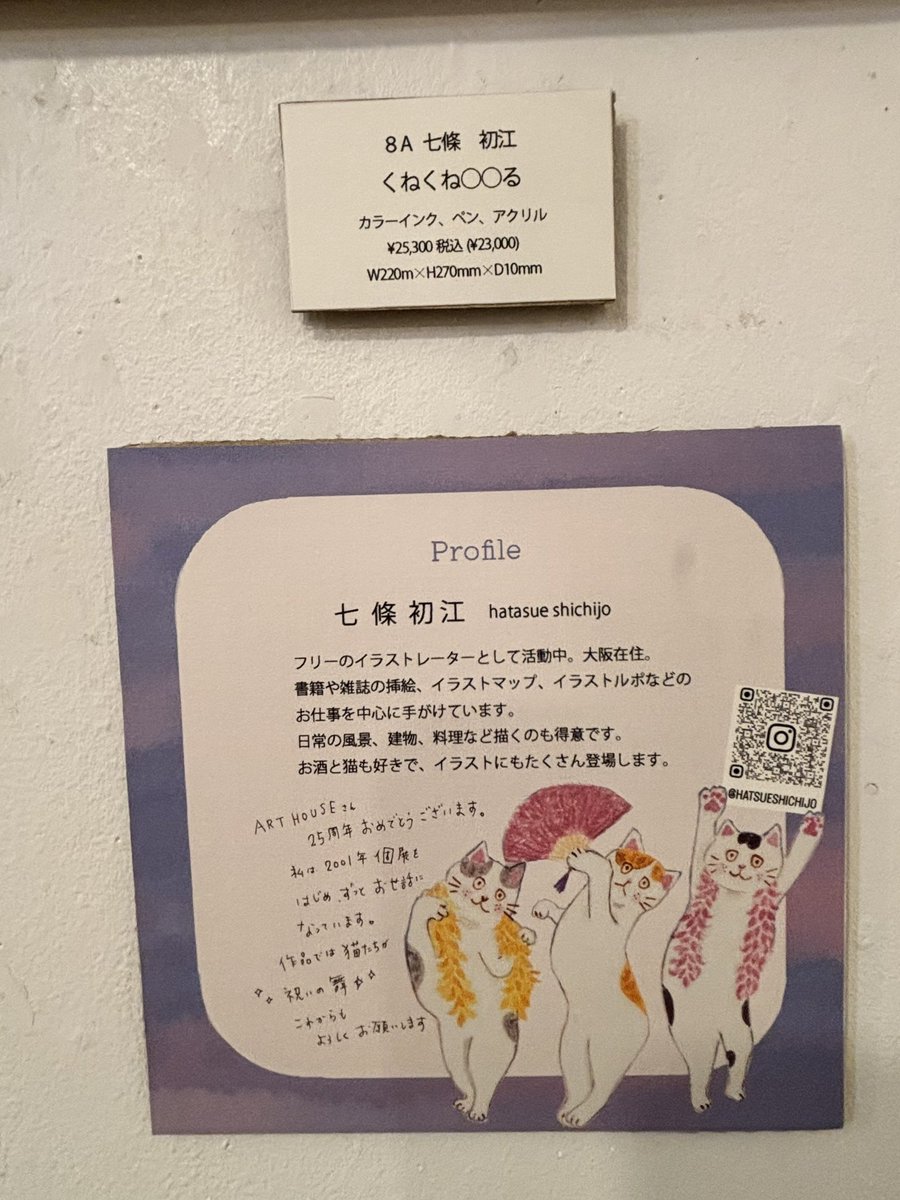 8A 七條 初江
くねくね○○る
カラーインク、ペン、アクリル
¥25,300 税込 (¥23,000)
W220m×H270mm×D10mm
Profile
七條初江 hatasue shichijo
フリーのイラストレーターとして活動中。大阪在住。
書籍や雑誌の挿絵、イラストマップ、イラストルポなどの
お仕事を中心に手がけています。
日常の風景、建物、料理など描くのも得意です。
お酒と猫も好きで、イラストにもたくさん登場します。
@HATSUESHICHIJO
ART HOUSEさん
25周年 おめでとうございます。
私は 2001年 個展を
はじめ、ずっと お世話に
なっています。
作品では 猫たちが
祝いの舞
これからも
よろしく お願いします